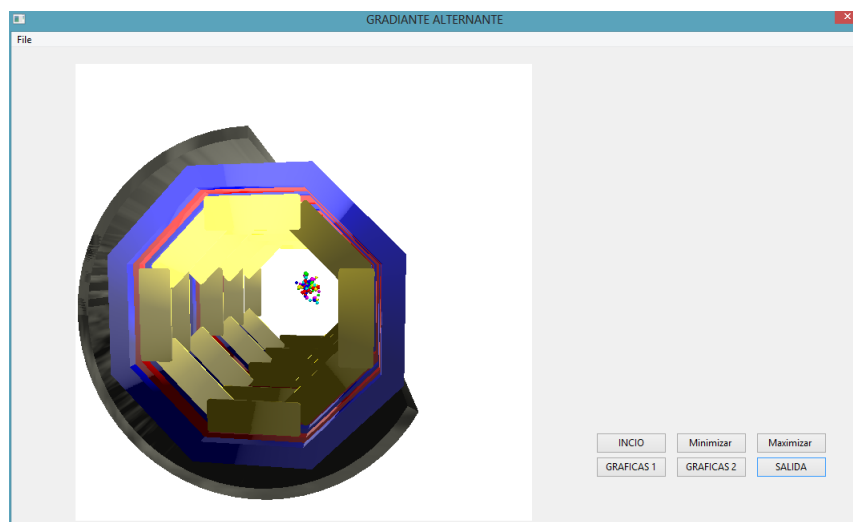 GRADIANTE ALTERNANTE
File
INCIO Minimizar Maximizar
GRAFICAS 1 GRAFICAS 2 SALIDA